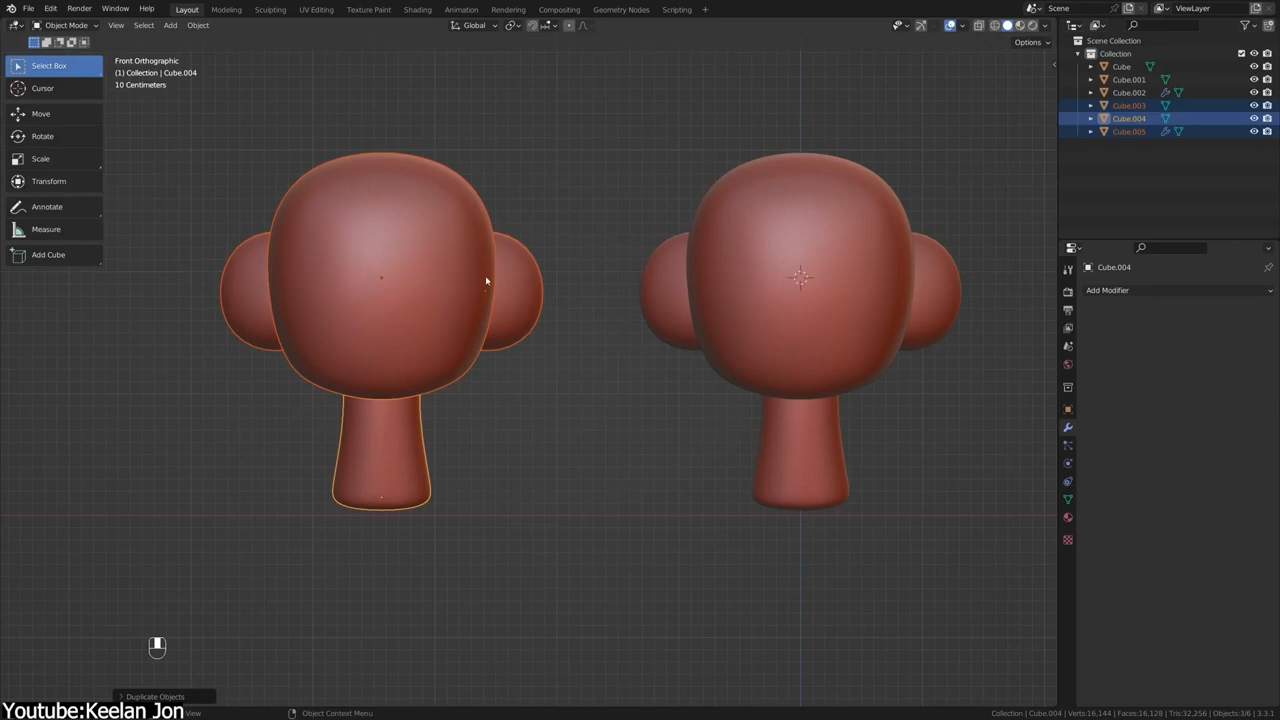 File Edit Render Window Help Layout Modeling Sculpting UV Editing Texture Paint Shading Animation Rendering Compositing Geometry Nodes Scripting + Scene ViewLayer
Object Mode View Select Add Object Global
Options
Select Box
Cursor
Move
Rotate
Scale
Transform
Annotate
Measure
Add Cube
Front Orthographic
(1) Collection | Cube.004
10 Centimeters
Scene Collection
Collection
Cube
Cube.001
Cube.002
Cube.003
Cube.004
Cube.005
Cube.004
Add Modifier
Duplicate Objects
Youtube:Keelan Jon
View
Object Context Menu
Collection | Cube.004 | Verts:16,144 | Faces:16,128 | Tris:32,256 | Objects:3/6 | 3.3.1